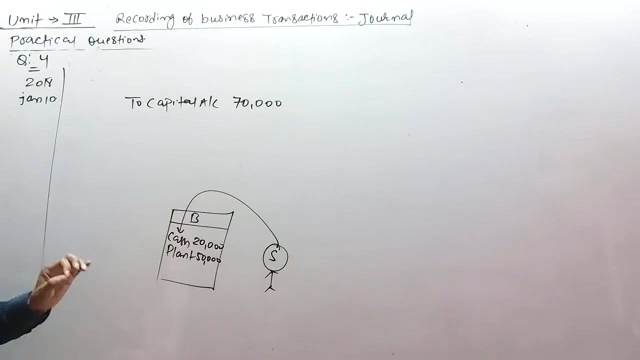 Unit → III Recording of business Transactions :- Journal
Practical Questions
Q: 4
2019
Jan 10
To Capital A/c 70,000
B
Cash 20,000
Plant 50,000
S